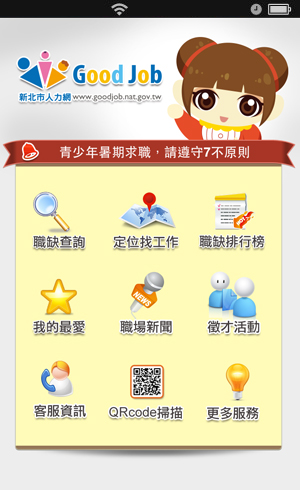 Good Job
新北市人力網 www.goodjob.nat.gov.tw
青少年暑期求職，請遵守7不原則
職缺查詢
定位找工作
職缺排行榜
我的最愛
NEWS
職場新聞
徵才活動
客服資訊
QRcode掃描
更多服務